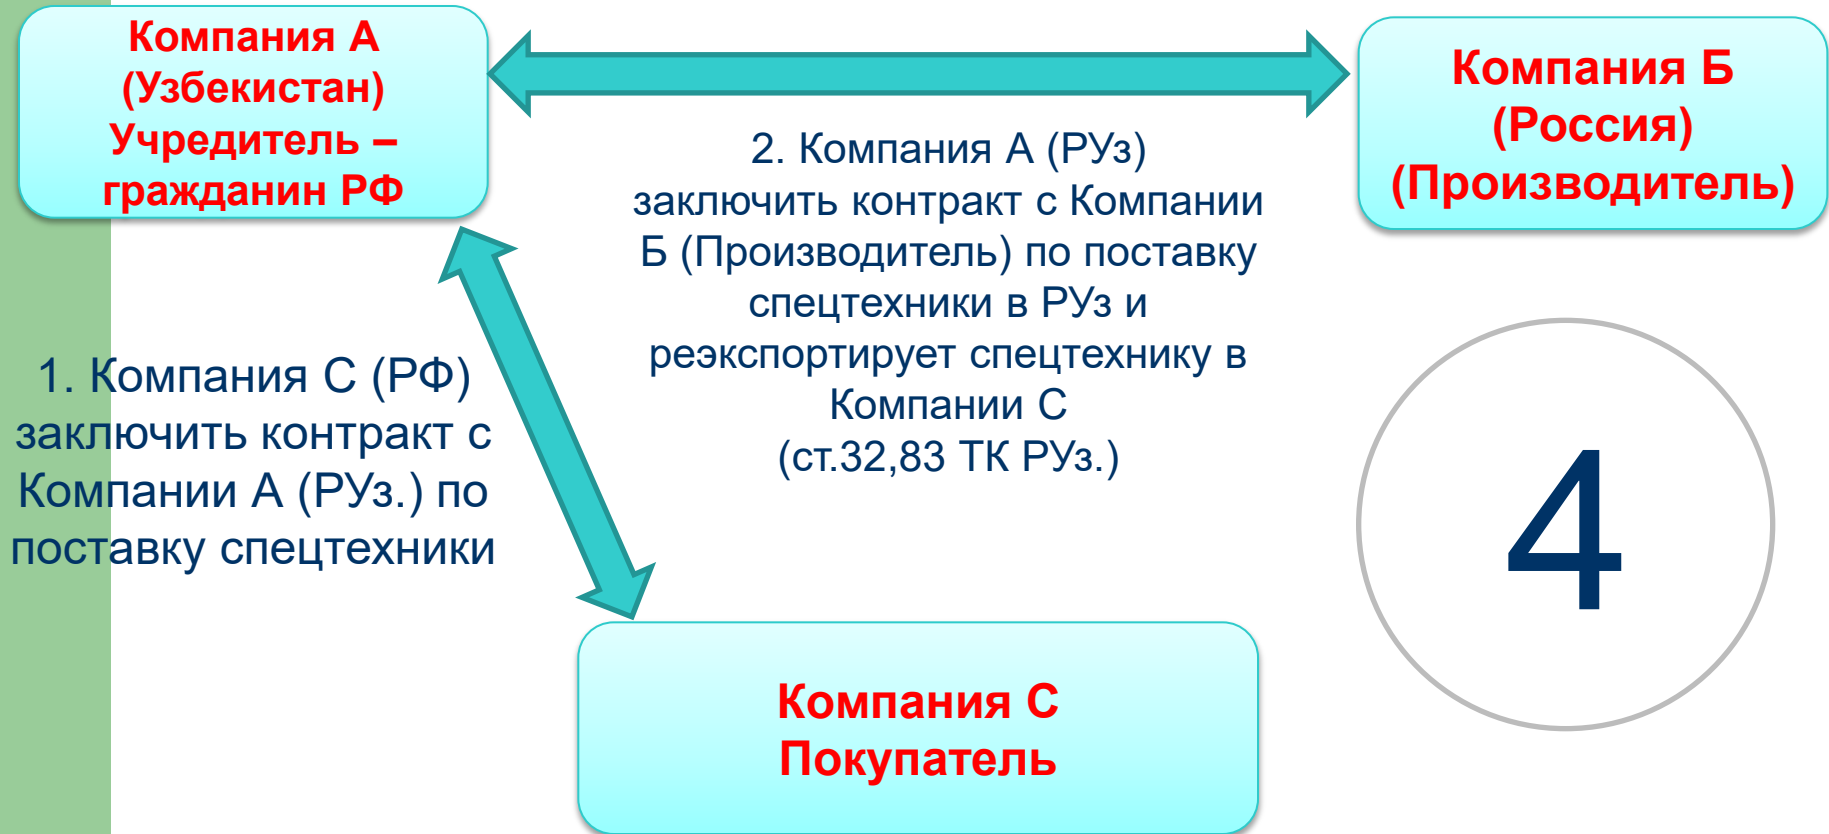 Компания А
(Узбекистан)
Учредитель –
гражданин РФ
Компания Б
(Россия)
(Производитель)
2. Компания А (РУз)
заключить контракт с Компании
Б (Производитель) по поставку
спецтехники в РУз и
реэкспортирует спецтехнику в
Компании С
(ст.32,83 ТК РУз.)
1. Компания С (РФ)
заключить контракт с
Компании А (РУз.) по
поставку спецтехники
4
Компания С
Покупатель